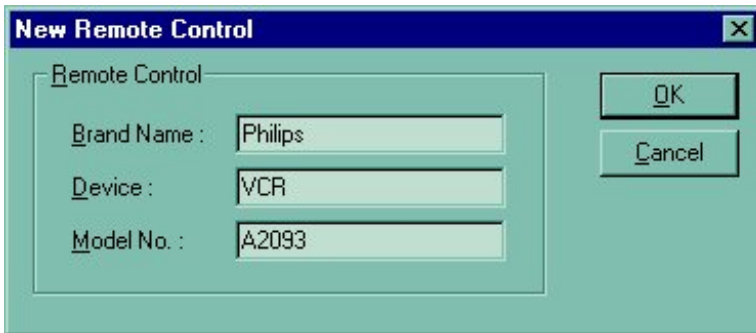 New Remote Control
Remote Control
OK
Brand Name : Philips
Cancel
Device : VCR
Model No. : A2093